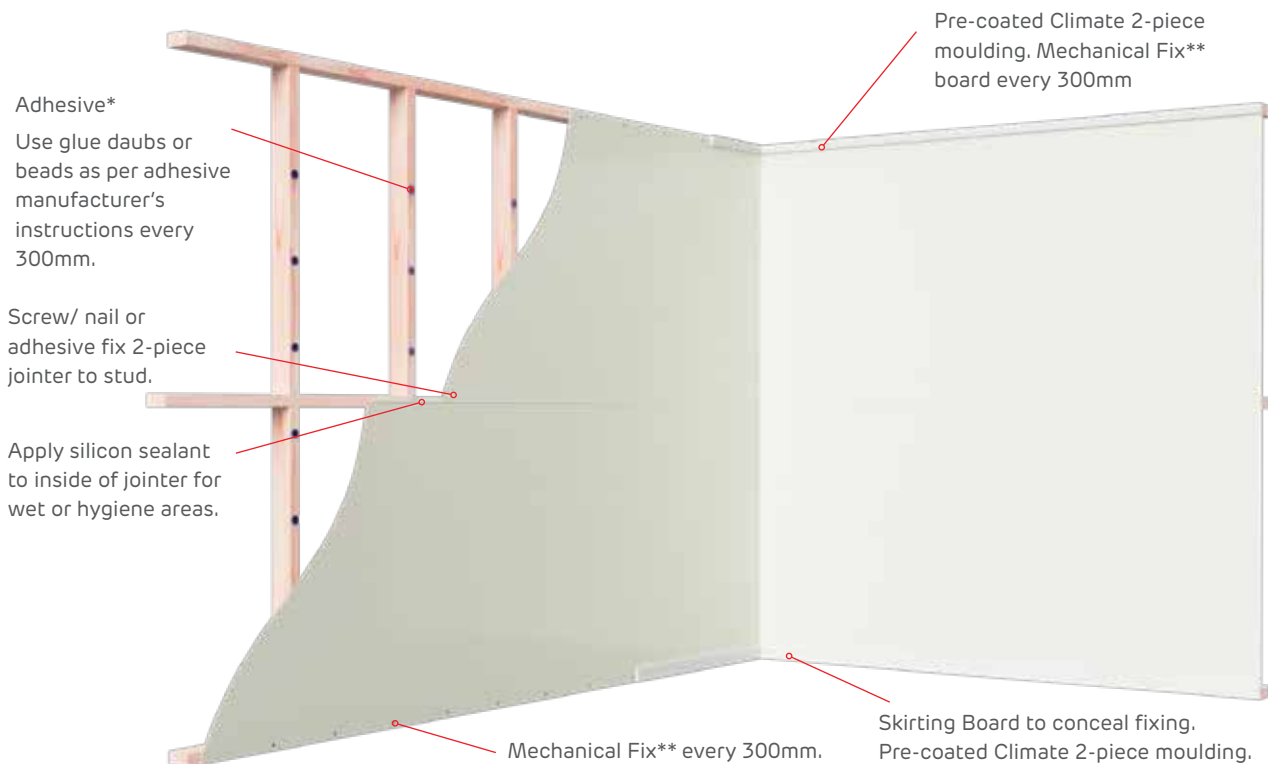 Pre-coated Climate 2-piece
moulding. Mechanical Fix**
board every 300mm
Adhesive*
Use glue daubs or
beads as per adhesive
manufacturer's
instructions every
300mm.
Screw/ nail or
adhesive fix 2-piece
jointer to stud.
Apply silicon sealant
to inside of jointer for
wet or hygiene areas.
Mechanical Fix** every 300mm.
Skirting Board to conceal fixing.
Pre-coated Climate 2-piece moulding.